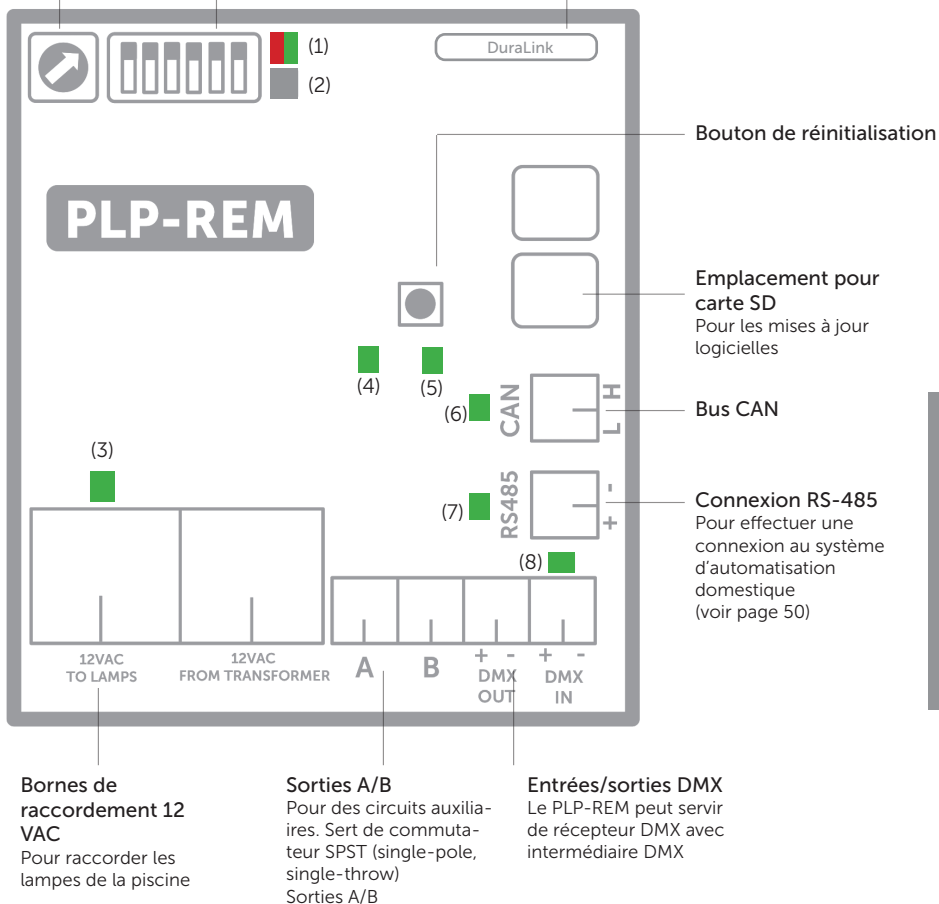 (1)
DuraLink
(2)
Bouton de réinitialisation
PLP-REM
Emplacement pour
carte SD
Pour les mises à jour
logicielles
(4)
(5)
(6)
CAN
H
L
Bus CAN
(3)
(7)
RS485
-
+
Connexion RS-485
Pour effectuer une
connexion au système
d'automatisation
domestique
(voir page 50)
(8)
12VAC
TO LAMPS
12VAC
FROM TRANSFORMER
A
B
+ -
DMX
OUT
+ -
DMX
IN
Bornes de
raccordement 12
VAC
Pour raccorder les
lampes de la piscine
Sorties A/B
Pour des circuits auxilia-
ires. Sert de commuta-
teur SPST (single-pole,
single-throw)
Sorties A/B
Entrées/sorties DMX
Le PLP-REM peut servir
de récepteur DMX avec
intermédiaire DMX